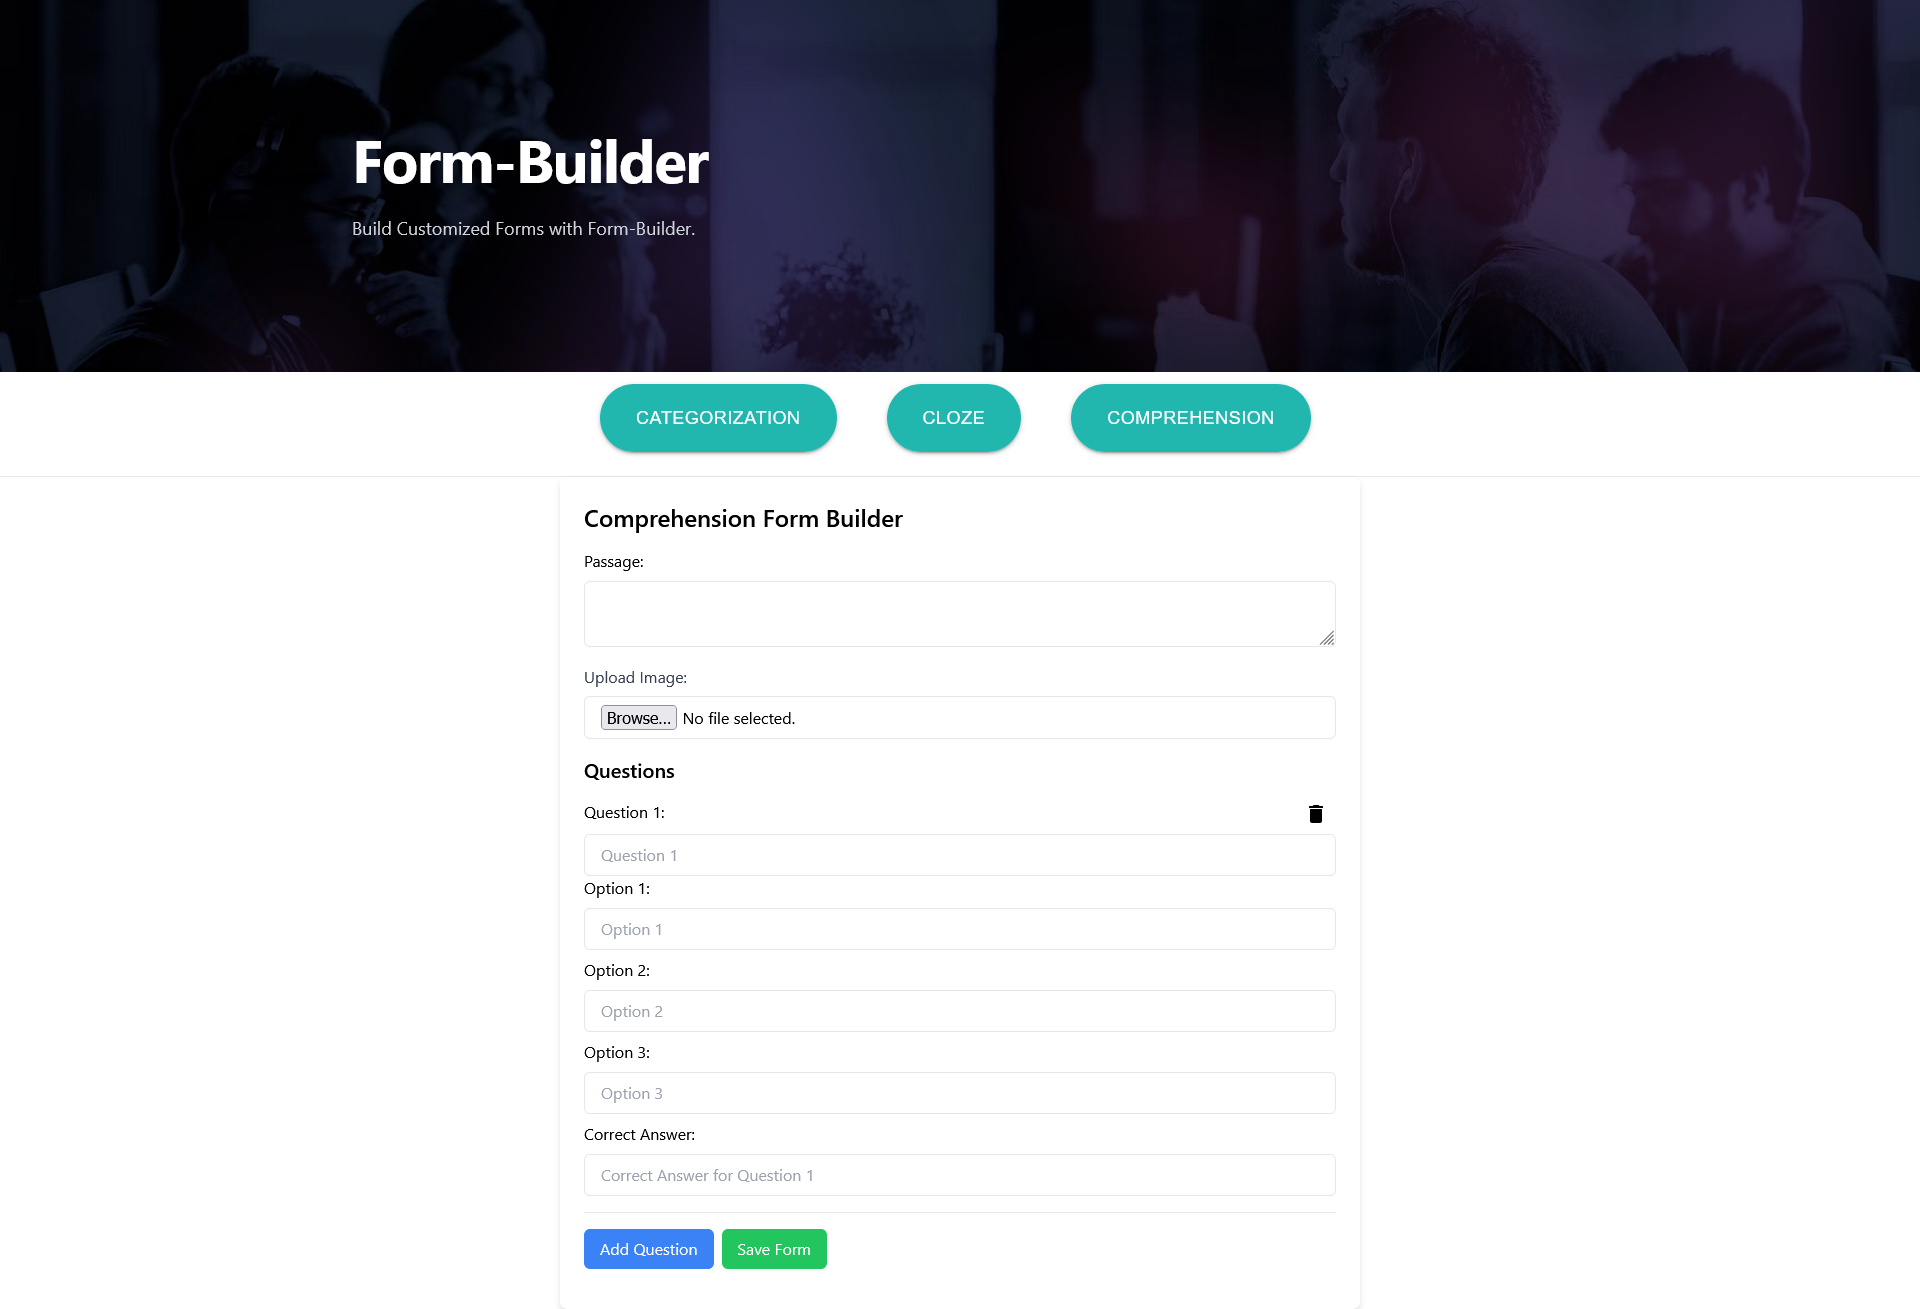 Form-Builder
Build Customized Forms with Form-Builder.
CATEGORIZATION CLOZE COMPREHENSION
Comprehension Form Builder
Passage:
Upload Image:
Browse... No file selected.
Questions
Question 1:
Question 1
Option 1:
Option 1
Option 2:
Option 2
Option 3:
Option 3
Correct Answer:
Correct Answer for Question 1
Add Question Save Form